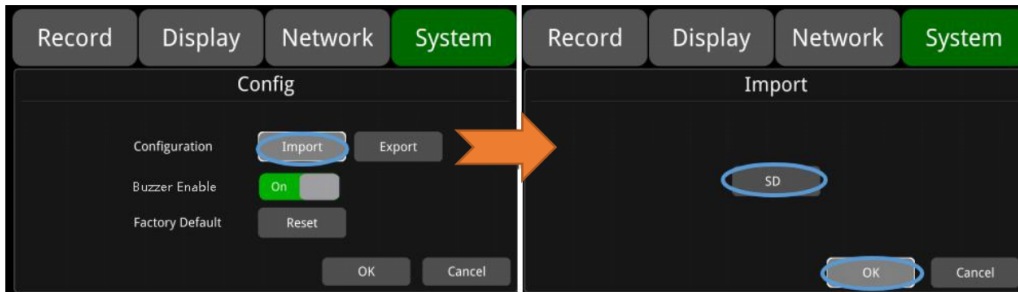 Record Display Network System
Config
Configuration Import Export
Buzzer Enable On
Factory Default Reset
OK Cancel
Record Display Network System
Import
SD
OK Cancel